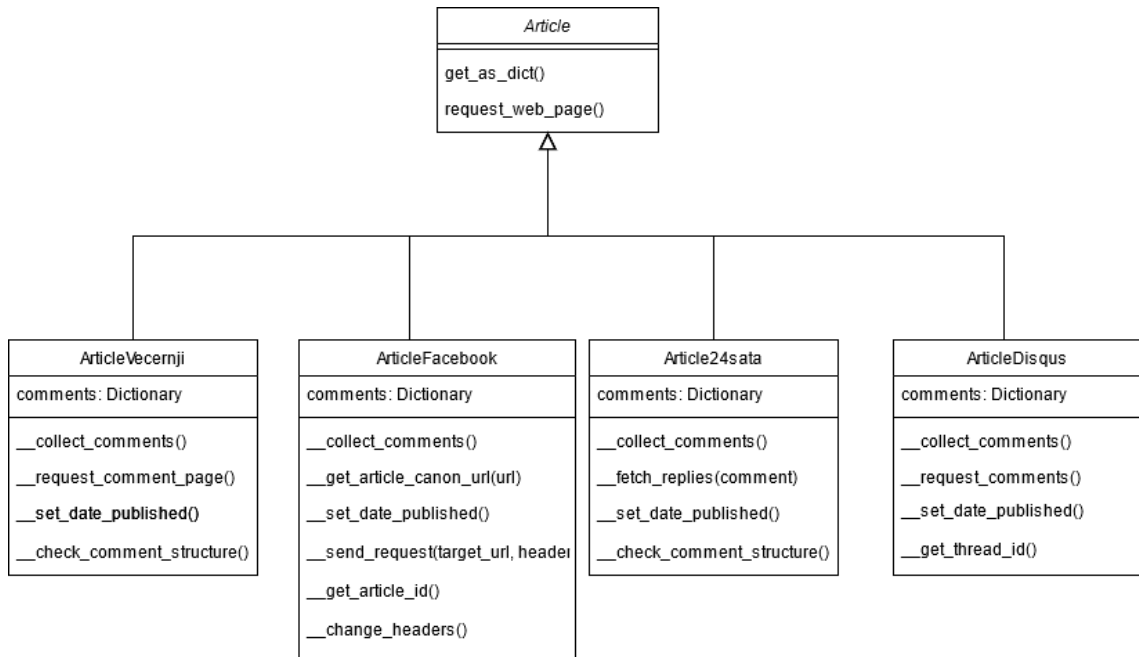 Article
get_as_dict()
request_web_page()
ArticleVecernji
comments: Dictionary
__collect_comments()
__request_comment_page()
__set_date_published()
__check_comment_structure()
ArticleFacebook
comments: Dictionary
__collect_comments()
__get_article_canon_url(url)
__set_date_published()
__send_request(target_url, header
__get_article_id()
__change_headers()
Article24sata
comments: Dictionary
__collect_comments()
__fetch_replies(comment)
__set_date_published()
__check_comment_structure()
ArticleDisqus
comments: Dictionary
__collect_comments()
__request_comments()
__set_date_published()
__get_thread_id()